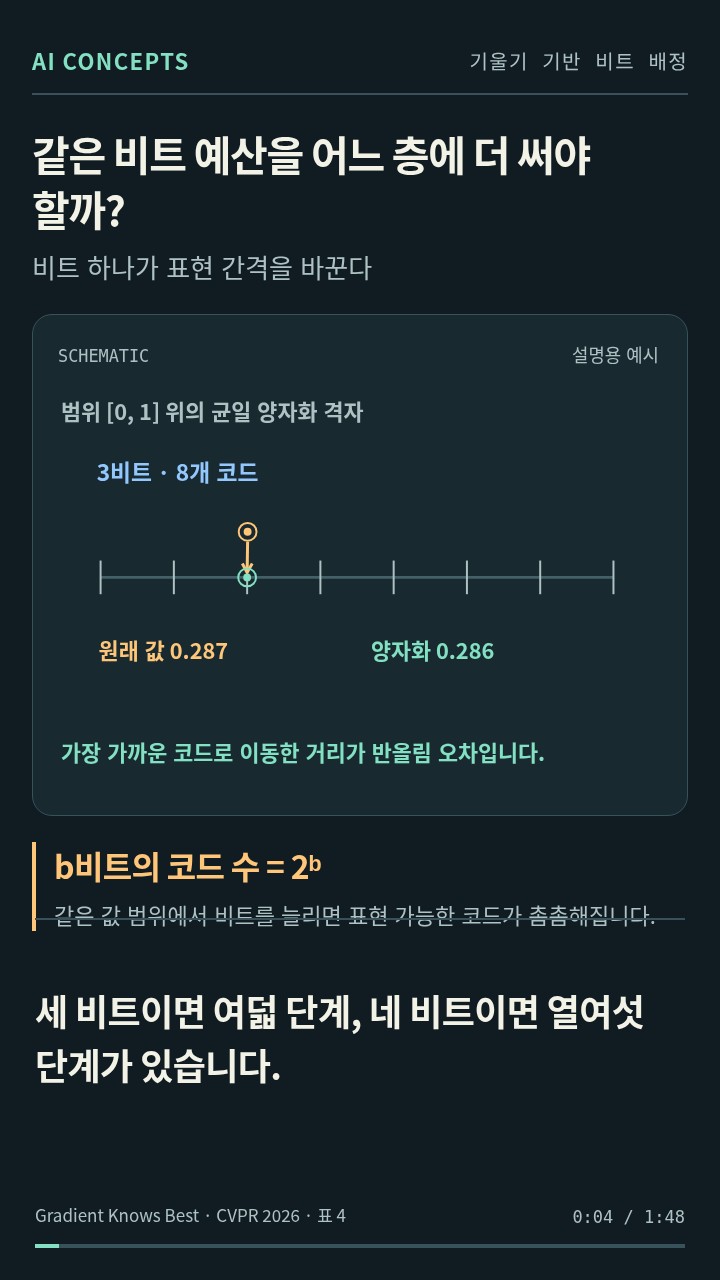 AI CONCEPTS
기울기 기반 비트 배정
같은 비트 예산을 어느 층에 더 써야
할까?
비트 하나가 표현 간격을 바꾼다
SCHEMATIC
설명용 예시
범위 [0, 1] 위의 균일 양자화 격자
3비트 · 8개 코드
원래 값 0.287
양자화 0.286
가장 가까운 코드로 이동한 거리가 반올림 오차입니다.
b비트의 코드 수 = 2ᵇ
같은 값 범위에서 비트를 늘리면 표현 가능한 코드가 촘촘해집니다.
세 비트이면 여덟 단계, 네 비트이면 열여섯
단계가 있습니다.
Gradient Knows Best · CVPR 2026 · 표 4
0:04 / 1:48